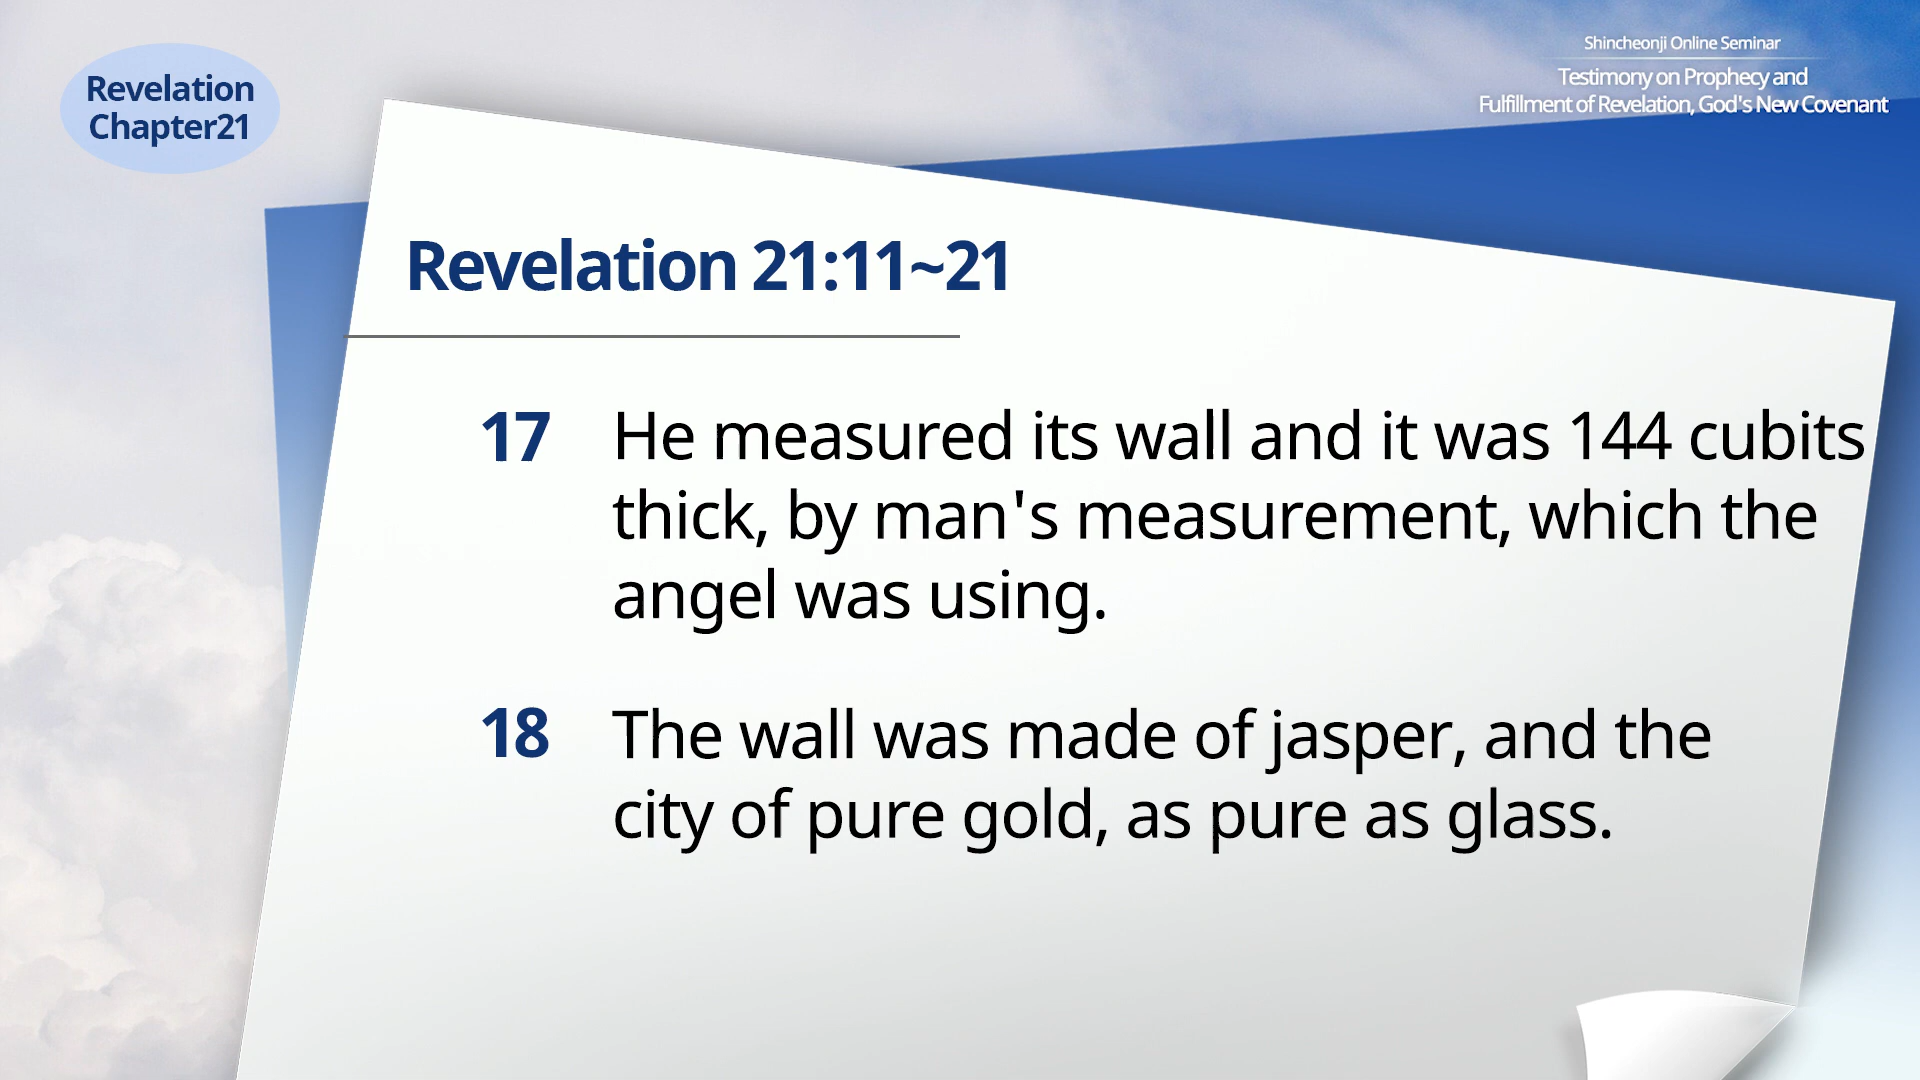 Revelation
Chapter21
Shincheonji Online Seminar
Testimony on Prophecy and
Fulfillment of Revelation, God's New Covenant
Revelation 21:11~21
17 He measured its wall and it was 144 cubits
thick, by man's measurement, which the
angel was using.
18 The wall was made of jasper, and the
city of pure gold, as pure as glass.